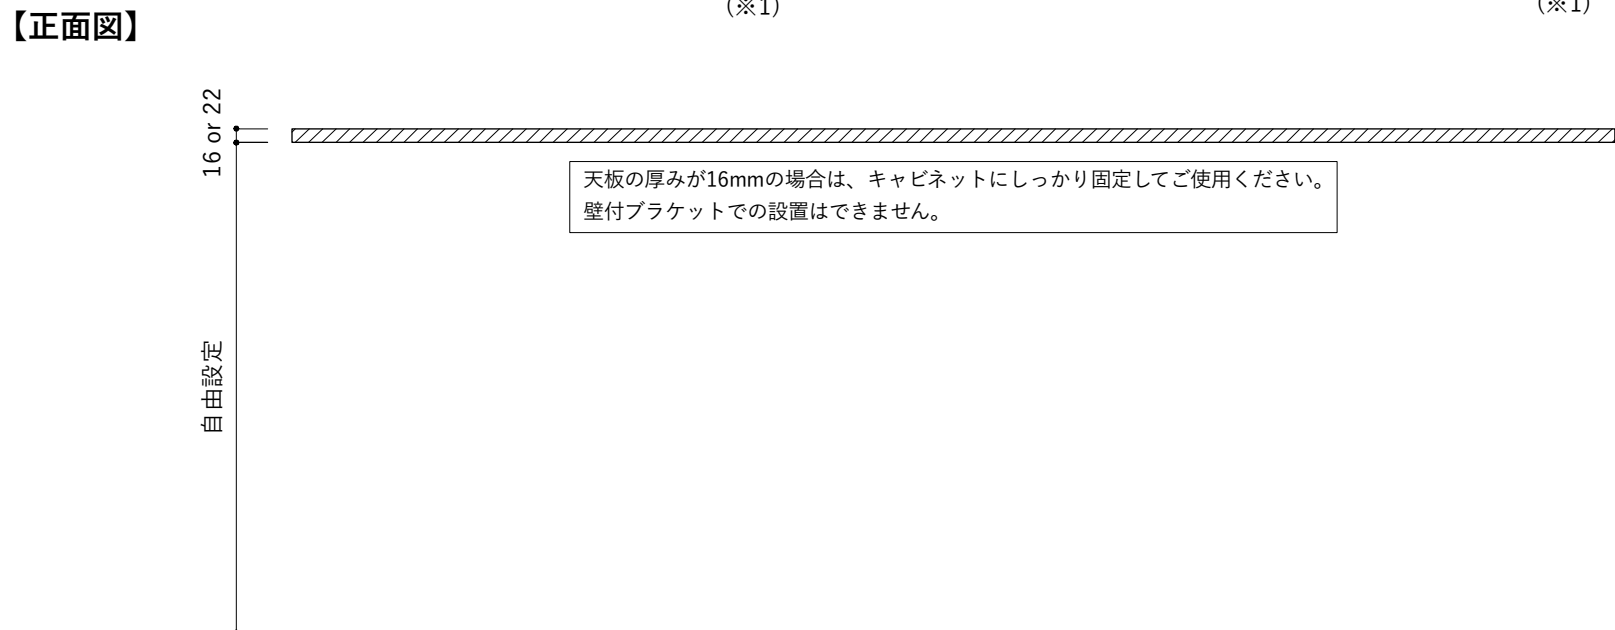 (※1)
(※1)
【正面図】
16 or 22
天板の厚みが16mmの場合は、キャビネットにしっかり固定してご使用ください。
壁付ブラケットでの設置はできません。
自由設定